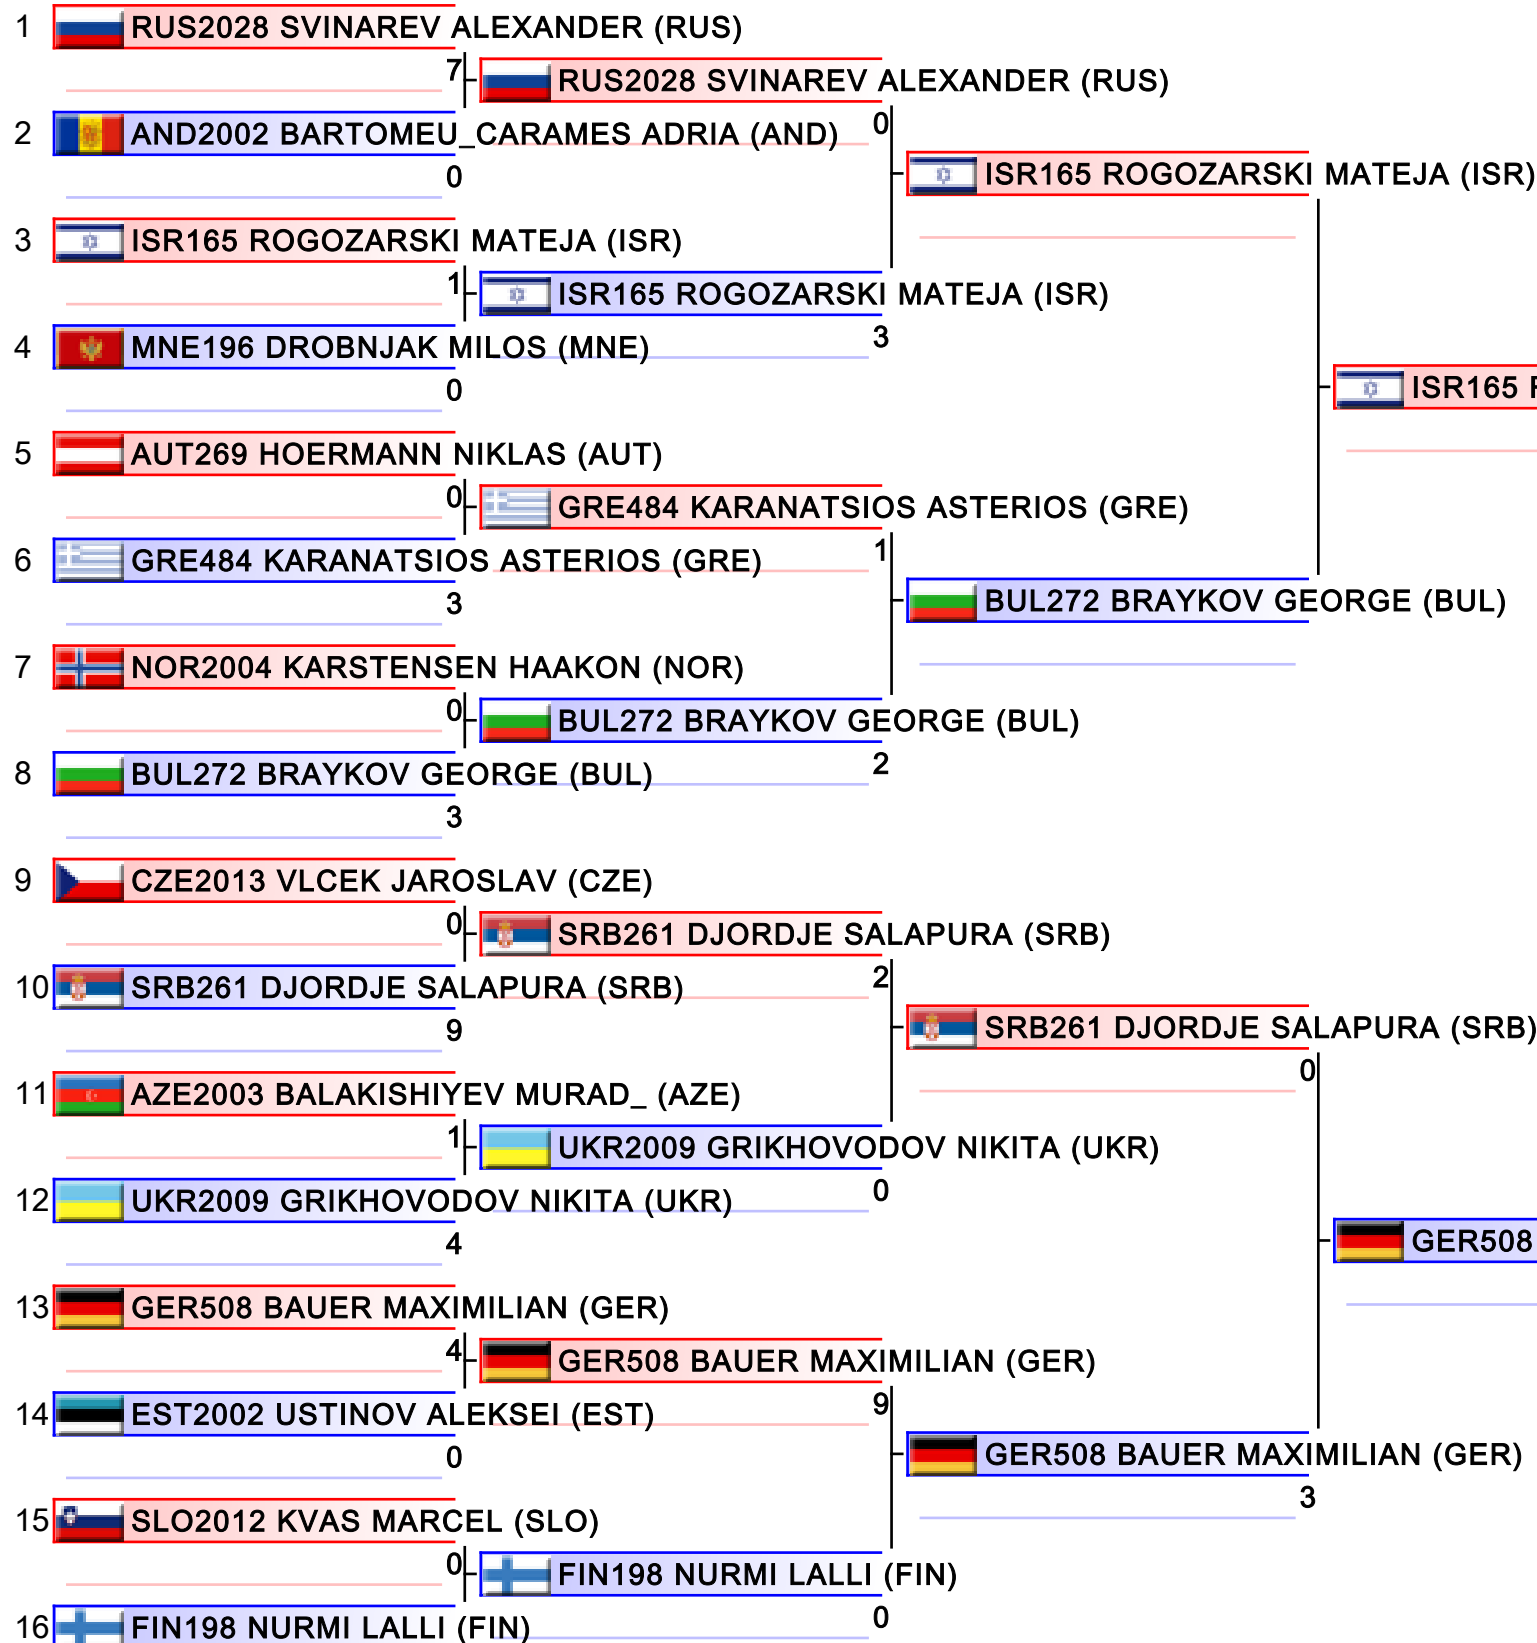 1 RUS2028 SVINAREV ALEXANDER (RUS)
7 RUS2028 SVINAREV ALEXANDER (RUS)
2 AND2002 BARTOMEU_CARAMES ADRIA (AND) 0
ISR165 ROGOZARSKI MATEJA (ISR)
0
3 ISR165 ROGOZARSKI MATEJA (ISR)
1 ISR165 ROGOZARSKI MATEJA (ISR)
4 MNE196 DROBNJAK MILOS (MNE) 3
0 ISR165
5 AUT269 HOERMANN NIKLAS (AUT)
0 GRE484 KARANATSIOS ASTERIOS (GRE)
6 GRE484 KARANATSIOS ASTERIOS (GRE) 1
3 BUL272 BRAYKOV GEORGE (BUL)
7 NOR2004 KARSTENSEN HAAKON (NOR)
0 BUL272 BRAYKOV GEORGE (BUL)
8 BUL272 BRAYKOV GEORGE (BUL) 2
3
9 CZE2013 VLCEK JAROSLAV (CZE)
0 SRB261 DJORDJE SALAPURA (SRB)
10 SRB261 DJORDJE SALAPURA (SRB) 2
9 SRB261 DJORDJE SALAPURA (SRB)
11 AZE2003 BALAKISHIYEV MURAD_ (AZE) 0
1 UKR2009 GRIKHOVODOV NIKITA (UKR)
12 UKR2009 GRIKHOVODOV NIKITA (UKR) 0
4 GER508
13 GER508 BAUER MAXIMILIAN (GER)
4 GER508 BAUER MAXIMILIAN (GER)
14 EST2002 USTINOV ALEKSEI (EST) 9
0 GER508 BAUER MAXIMILIAN (GER)
3
15 SLO2012 KVAS MARCEL (SLO)
0 FIN198 NURMI LALLI (FIN)
16 FIN198 NURMI LALLI (FIN) 0